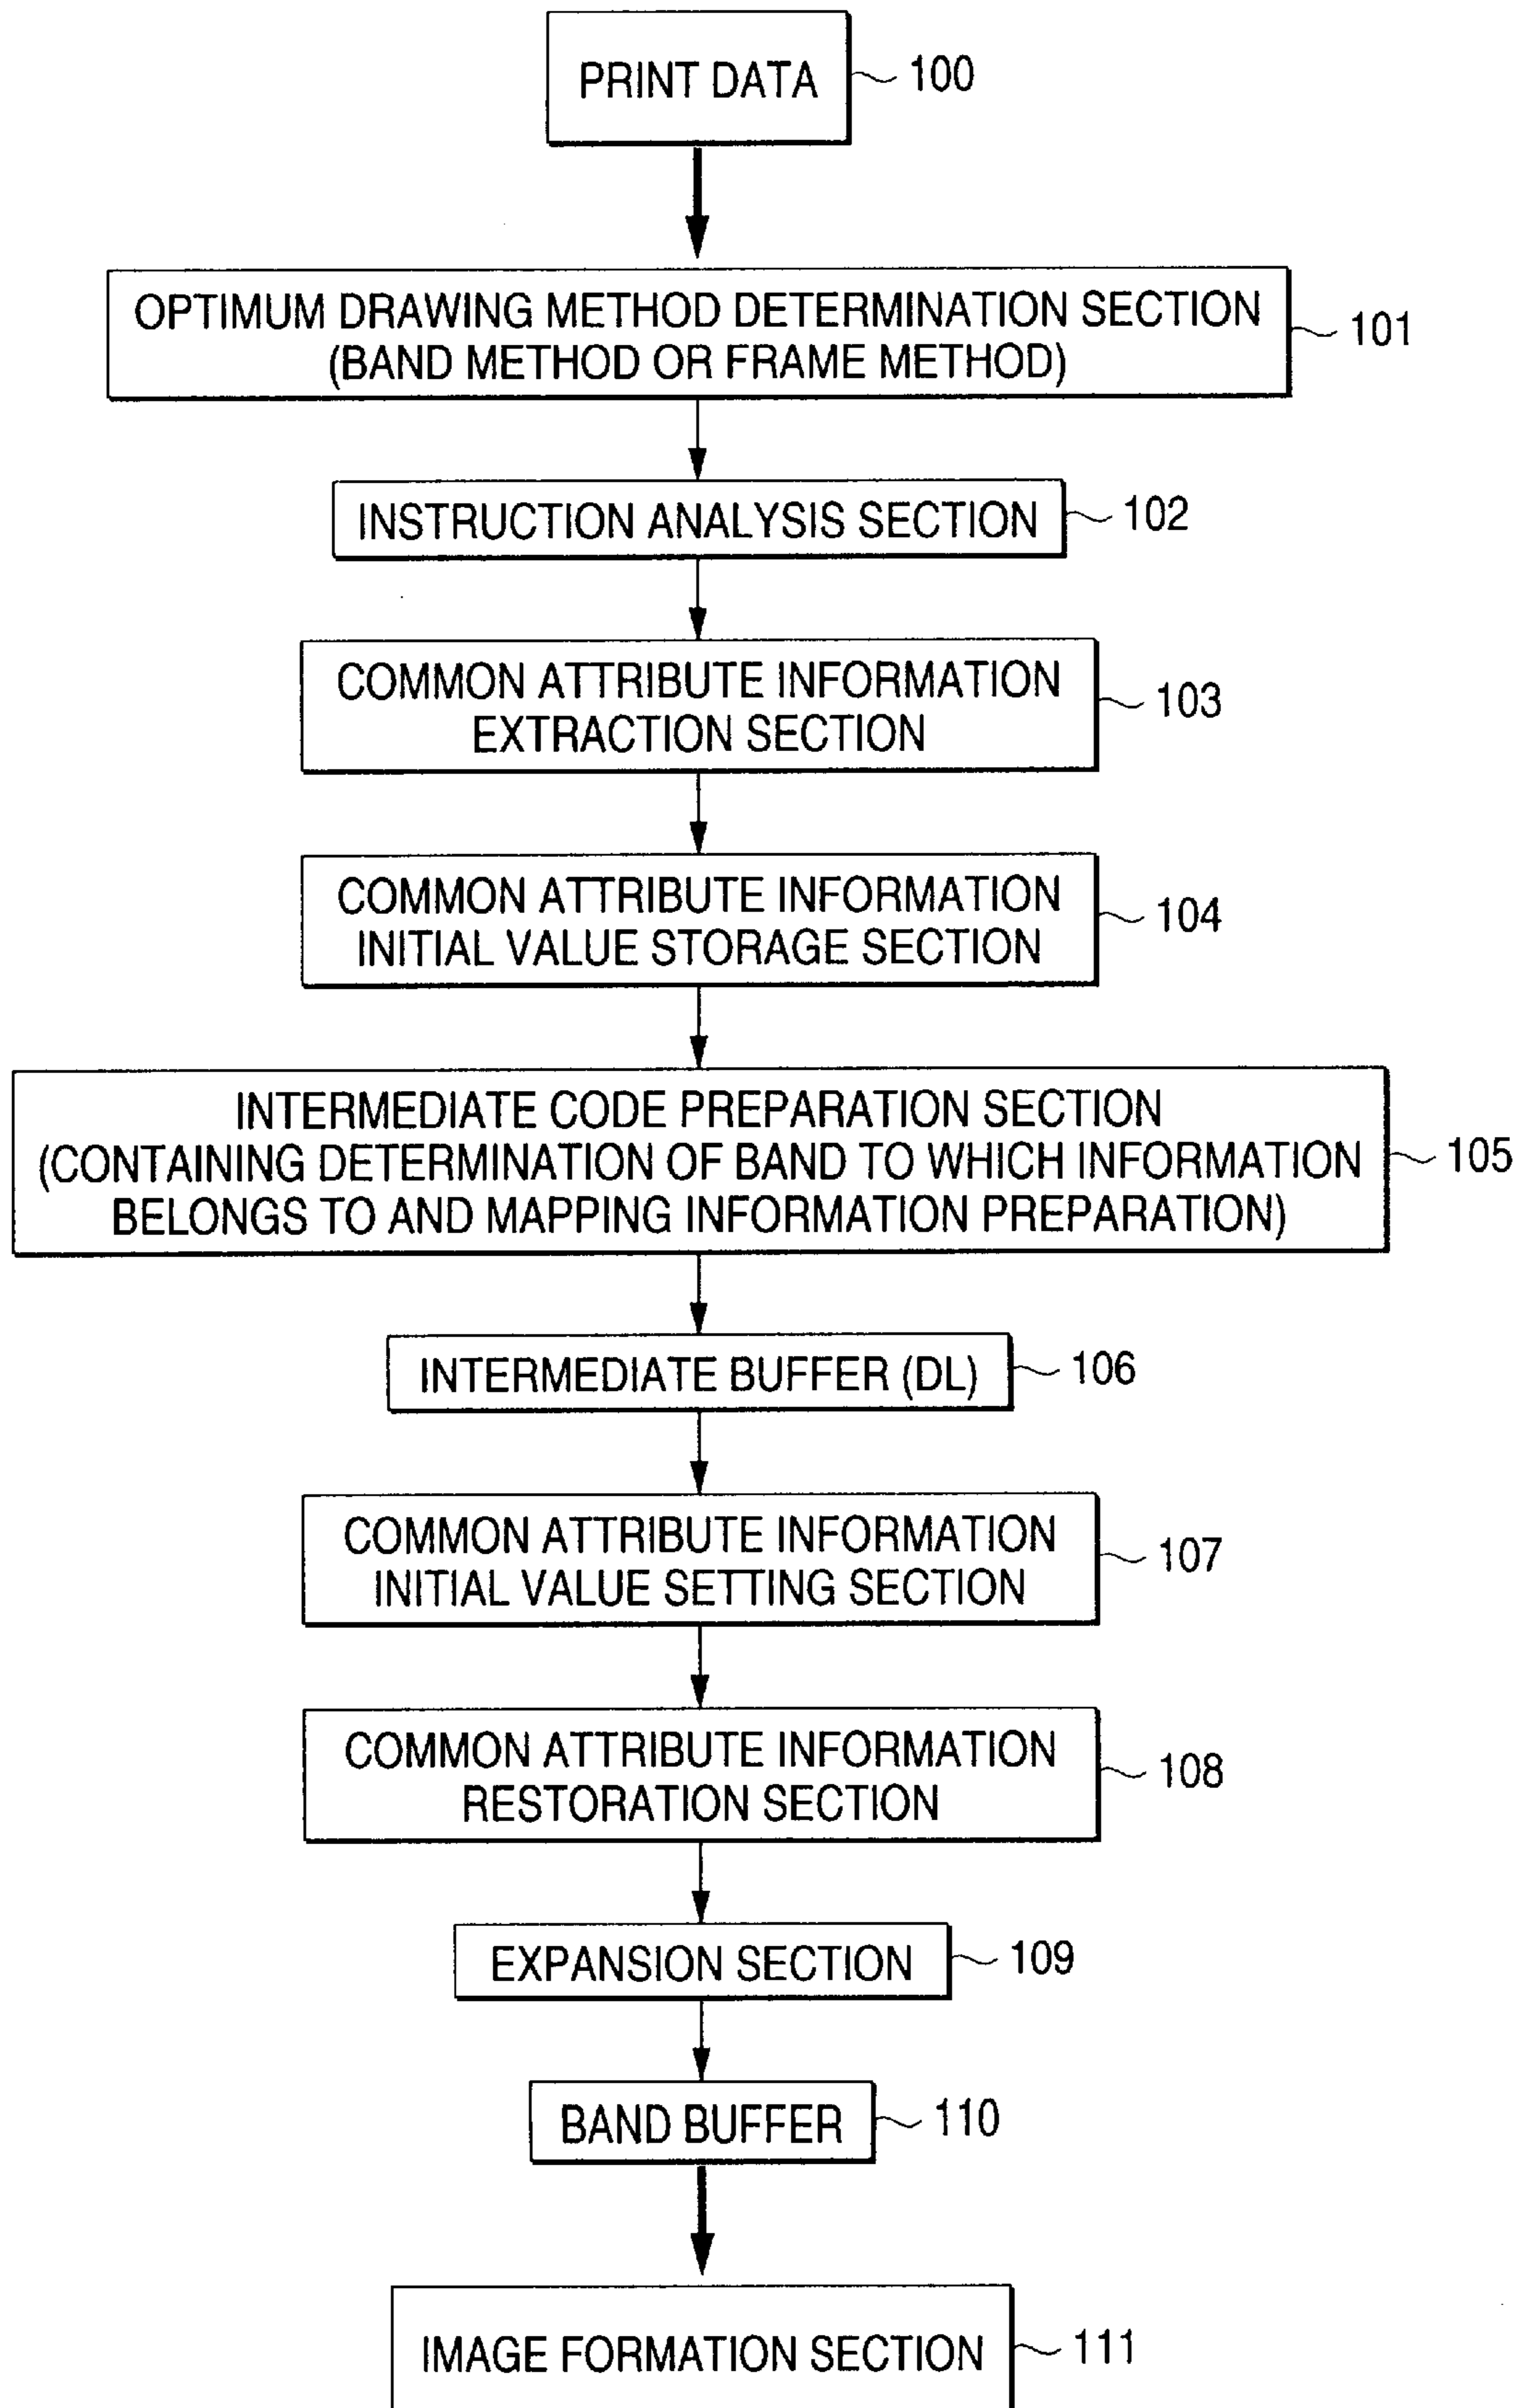 PRINT DATA
100
OPTIMUM DRAWING METHOD DETERMINATION SECTION
(BAND METHOD OR FRAME METHOD)
101
INSTRUCTION ANALYSIS SECTION
102
COMMON ATTRIBUTE INFORMATION
EXTRACTION SECTION
103
COMMON ATTRIBUTE INFORMATION
INITIAL VALUE STORAGE SECTION
104
INTERMEDIATE CODE PREPARATION SECTION
(CONTAINING DETERMINATION OF BAND TO WHICH INFORMATION
BELONGS TO AND MAPPING INFORMATION PREPARATION)
105
INTERMEDIATE BUFFER (DL)
106
COMMON ATTRIBUTE INFORMATION
INITIAL VALUE SETTING SECTION
107
COMMON ATTRIBUTE INFORMATION
RESTORATION SECTION
108
EXPANSION SECTION
109
BAND BUFFER
110
IMAGE FORMATION SECTION
111